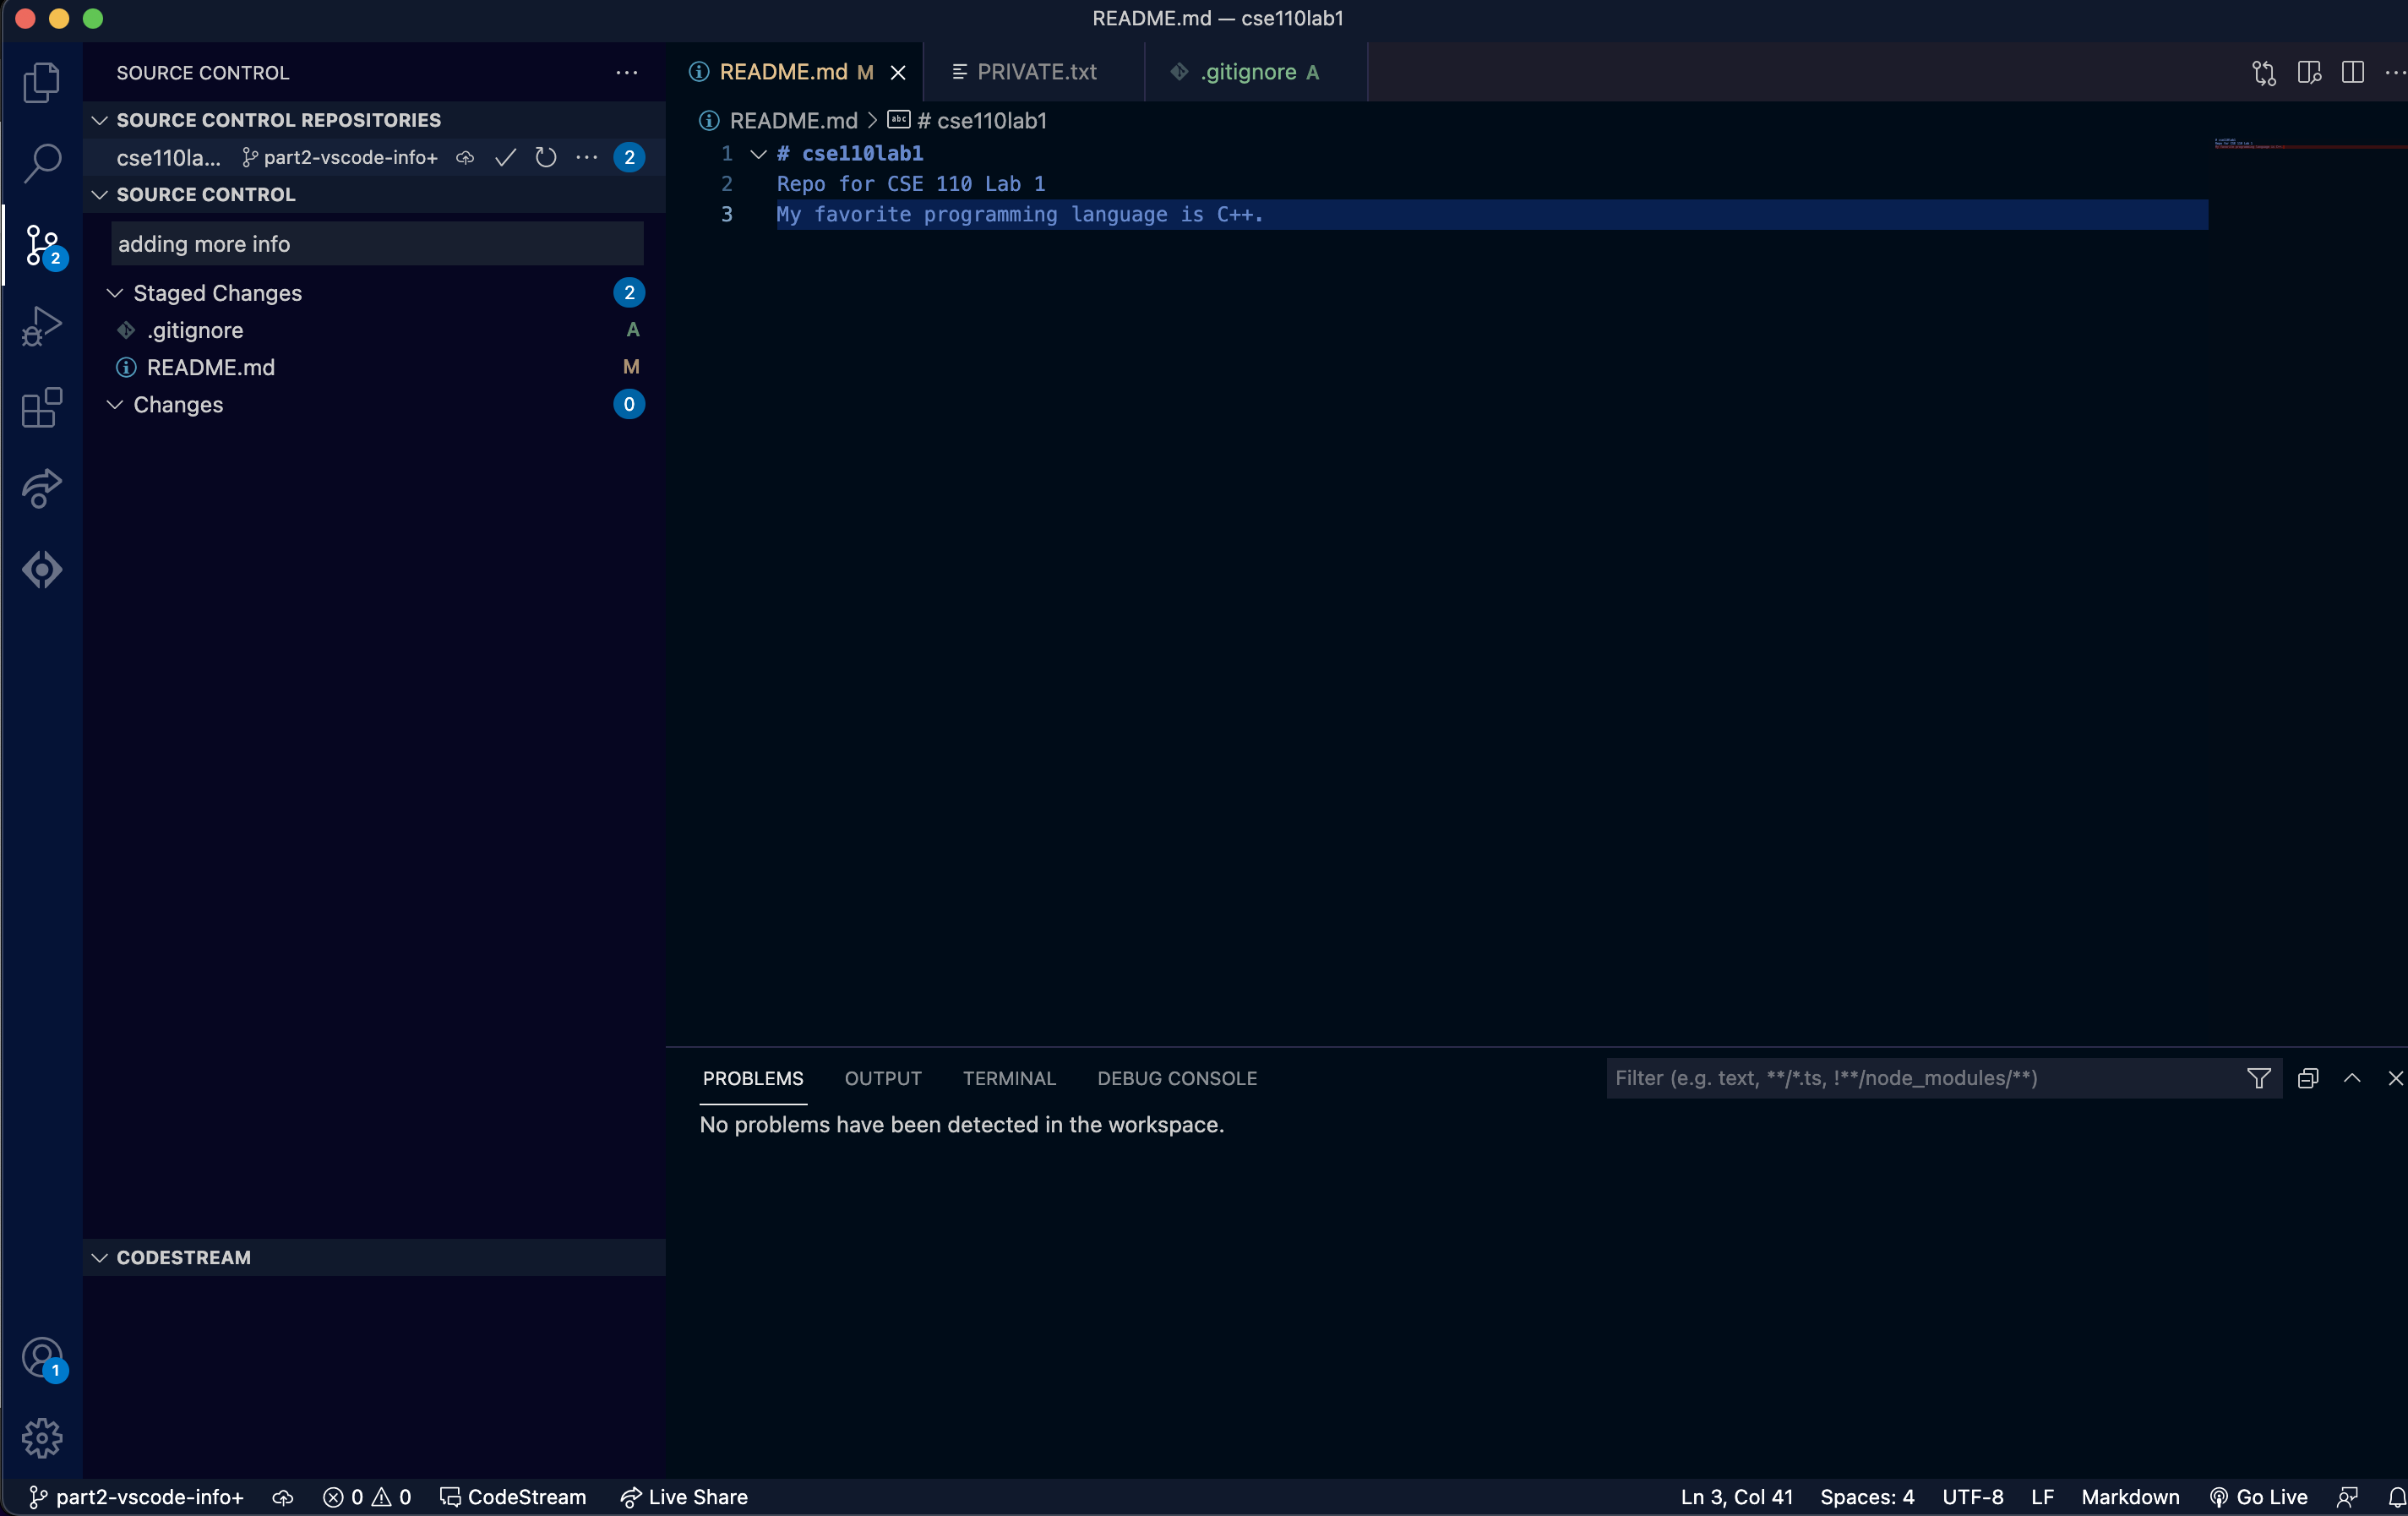 README.md — cse110lab1
SOURCE CONTROL
README.md M
PRIVATE.txt
.gitignore A
SOURCE CONTROL REPOSITORIES
cse110la... part2-vscode-info+ 2
SOURCE CONTROL
adding more info
2
Staged Changes 2
.gitignore A
README.md M
Changes 0
README.md > # cse110lab1
1 # cse110lab1
2 Repo for CSE 110 Lab 1
3 My favorite programming language is C++.
PROBLEMS OUTPUT TERMINAL DEBUG CONSOLE
Filter (e.g. text, **/*.ts, !**/node_modules/**)
No problems have been detected in the workspace.
CODESTREAM
1
part2-vscode-info+ 0 0 CodeStream Live Share
Ln 3, Col 41 Spaces: 4 UTF-8 LF Markdown Go Live